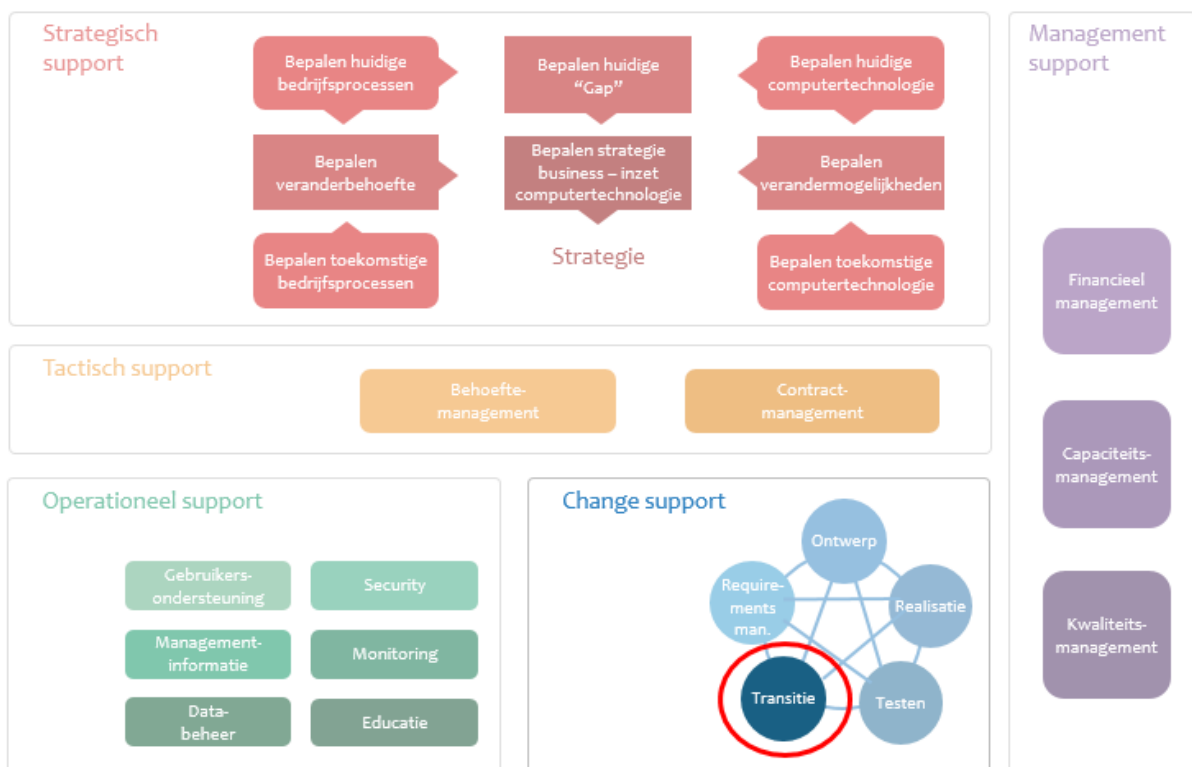 Strategisch
support
Bepalen huidige
bedrijfsprocessen
Bepalen huidige
“Gap”
Bepalen huidige
computertechnologie
Bepalen
veranderbehoefte
Bepalen strategie
business – inzet
computertechnologie
Bepalen
verandermogelijkheden
Bepalen toekomstige
bedrijfsprocessen
Strategie
Bepalen toekomstige
computertechnologie
Tactisch support
Behoefte-
management
Contract-
management
Operationeel support
Gebruikers-
ondersteuning
Security
Management-
informatie
Monitoring
Data-
beheer
Educatie
Change support
Ontwerp
Require-
ments
man.
Realisatie
Transitie
Testen
Management
support
Financieel
management
Capaciteits-
management
Kwaliteits-
management